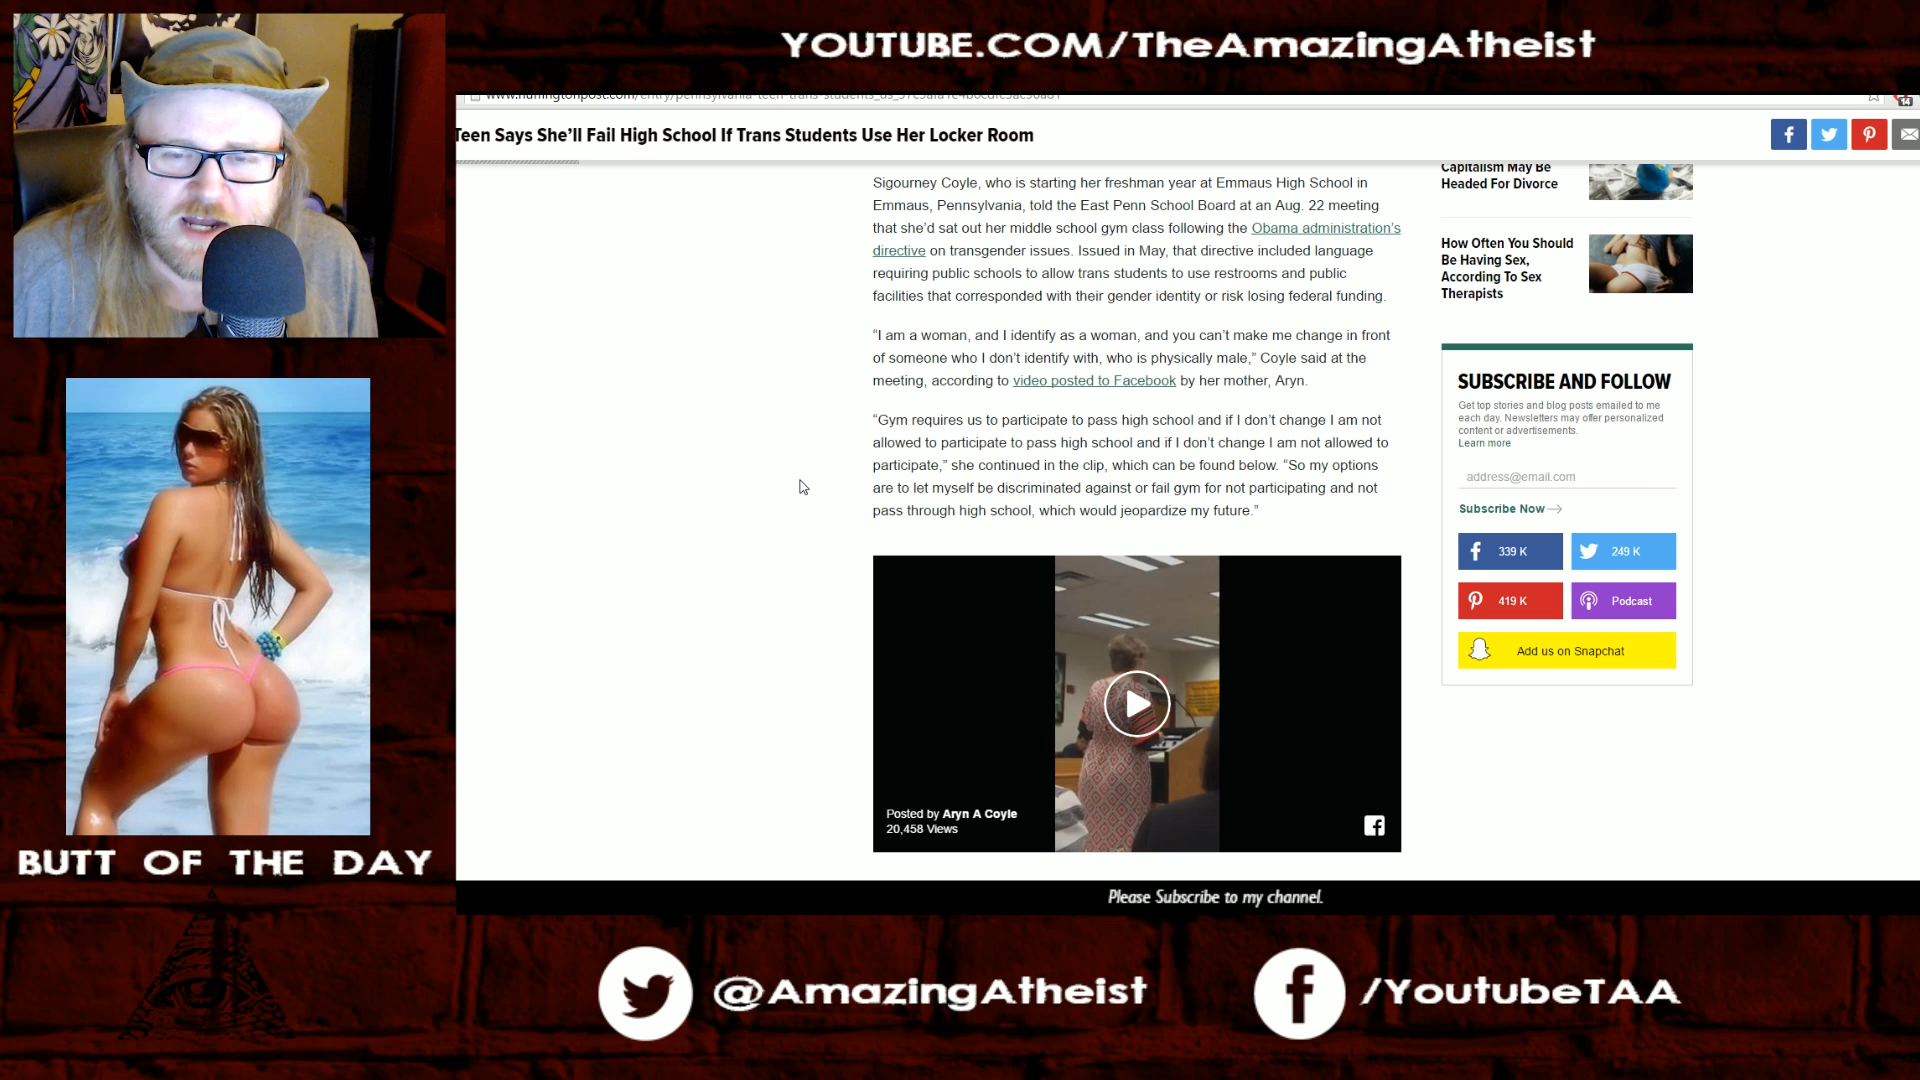 YOUTUBE.COM/TheAmazingAtheist
Teen Says She’ll Fail High School If Trans Students Use Her Locker Room
14
Sigourney Coyle, who is starting her freshman year at Emmaus High School in
Emmaus, Pennsylvania, told the East Penn School Board at an Aug. 22 meeting
that she’d sat out her middle school gym class following the Obama administration’s
directive on transgender issues. Issued in May, that directive included language
requiring public schools to allow trans students to use restrooms and public
facilities that corresponded with their gender identity or risk losing federal funding.
“I am a woman, and I identify as a woman, and you can’t make me change in front
of someone who I don’t identify with, who is physically male,” Coyle said at the
meeting, according to video posted to Facebook by her mother, Aryn.
“Gym requires us to participate to pass high school and if I don’t change I am not
allowed to participate to pass high school and if I don’t change I am not allowed to
participate,” she continued in the clip, which can be found below. “So my options
are to let myself be discriminated against or fail gym for not participating and not
pass through high school, which would jeopardize my future.”
Posted by Aryn A Coyle
20,458 Views
Capitalism May Be
Headed For Divorce
How Often You Should
Be Having Sex,
According To Sex
Therapists
SUBSCRIBE AND FOLLOW
Get top stories and blog posts emailed to me
each day. Newsletters may offer personalized
content or advertisements.
Learn more
address@email.com
Subscribe Now
339 K
249 K
419 K
Podcast
Add us on Snapchat
BUTT OF THE DAY
Please Subscribe to my channel.
@AmazingAtheist
/YoutubeTAA